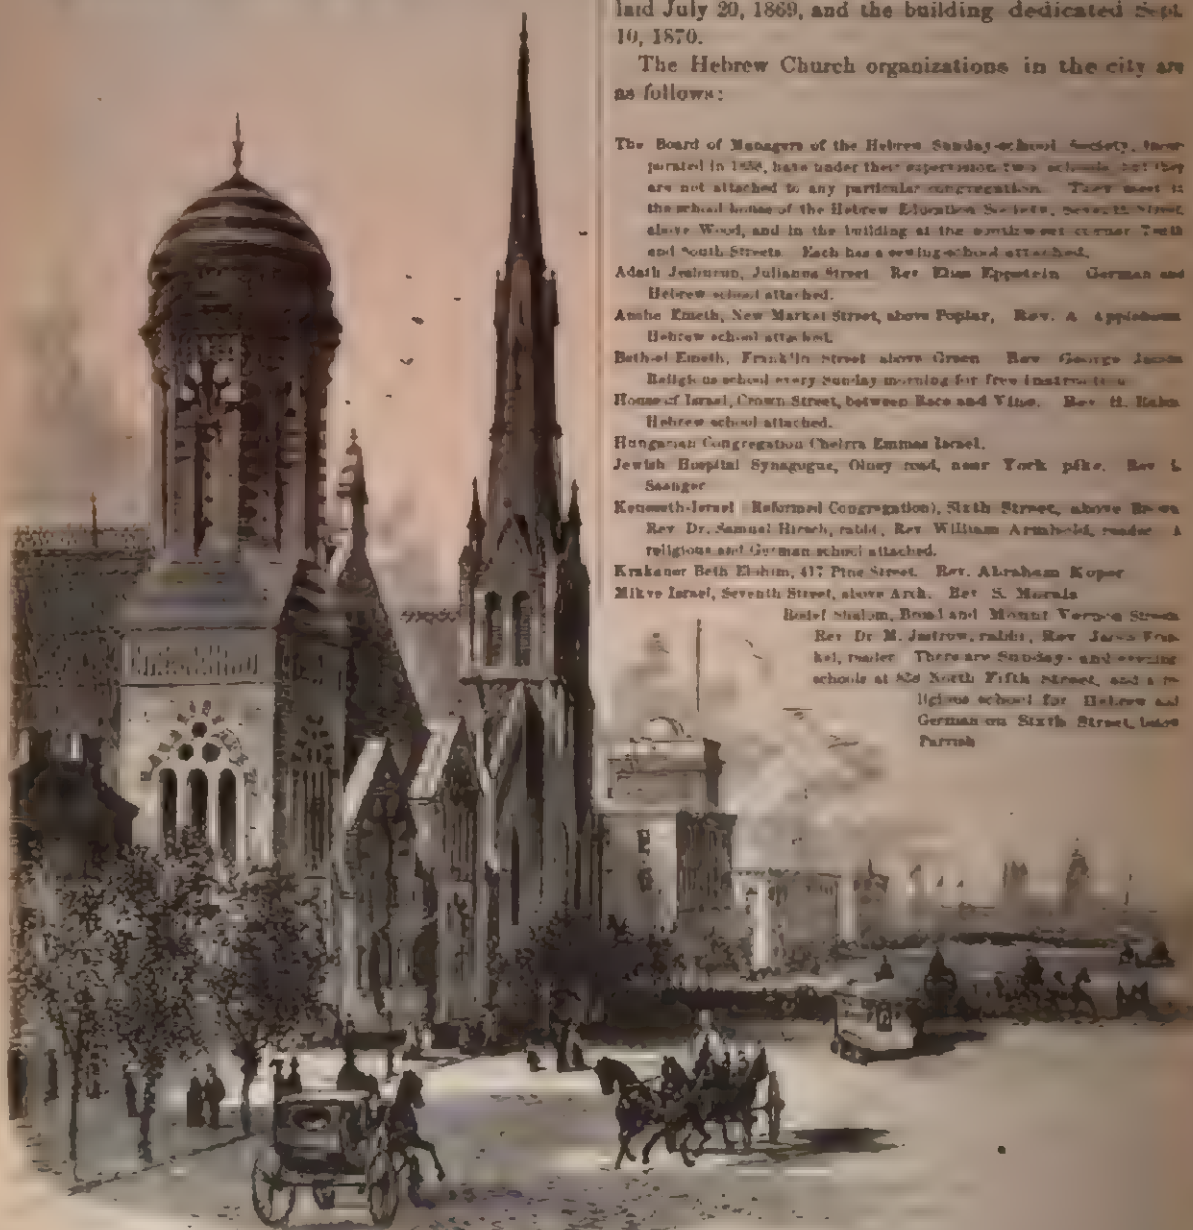 laid July 20, 1869, and the building dedicated Sept.
10, 1870.
The Hebrew Church organizations in the city are
as follows:
The Board of Managers of the Hebrew Sunday-school Society, incor-
porated in have under their supervision two schools, but they
are not attached to any particular congregation. They meet in
the school house of the Hebrew Education Society, Seventh Street
above Wood, and in the building at the southwest corner Tenth
and South Streets. Each has a sewing-school attached.
Adath Jeshurun, Julianna Street. Rev. Elias Eppstein. German and
Hebrew school attached.
Anshe Emeth, New Market Street, above Poplar, Rev. A.
Hebrew school attached.
Beth-el Emeth, Franklin Street above Green. Rev. George Jacobs
Religious school every Sunday morning for free instruction
House of Israel, Crown Street, between Race and Vine. Rev. H.
Hebrew school attached.
Hungarian Congregation Chebra Emmas Israel.
Jewish Hospital Synagogue, Olney road, near York pike. Rev.
Saenger
Keneseth-Israel Reformed Congregation), Sixth Street, above Brown
Rev. Dr. Samuel Hirsch, rabbi, Rev. William Armhold, reader. A
religious and German school attached.
Krakauer Beth Elohim, 417 Pine Street. Rev. Abraham Koper
Mikve Israel, Seventh Street, above Arch. Rev. S. Morais
Rodef Shalom, Broad and Mount Vernon Streets
Rev. Dr. M. Jastrow, rabbi, Rev. Jacob Fran-
kel, reader. There are Sunday- and evening
schools at North Fifth Street, and a re-
ligious school for Hebrew and
German on Sixth Street, below
Parrish